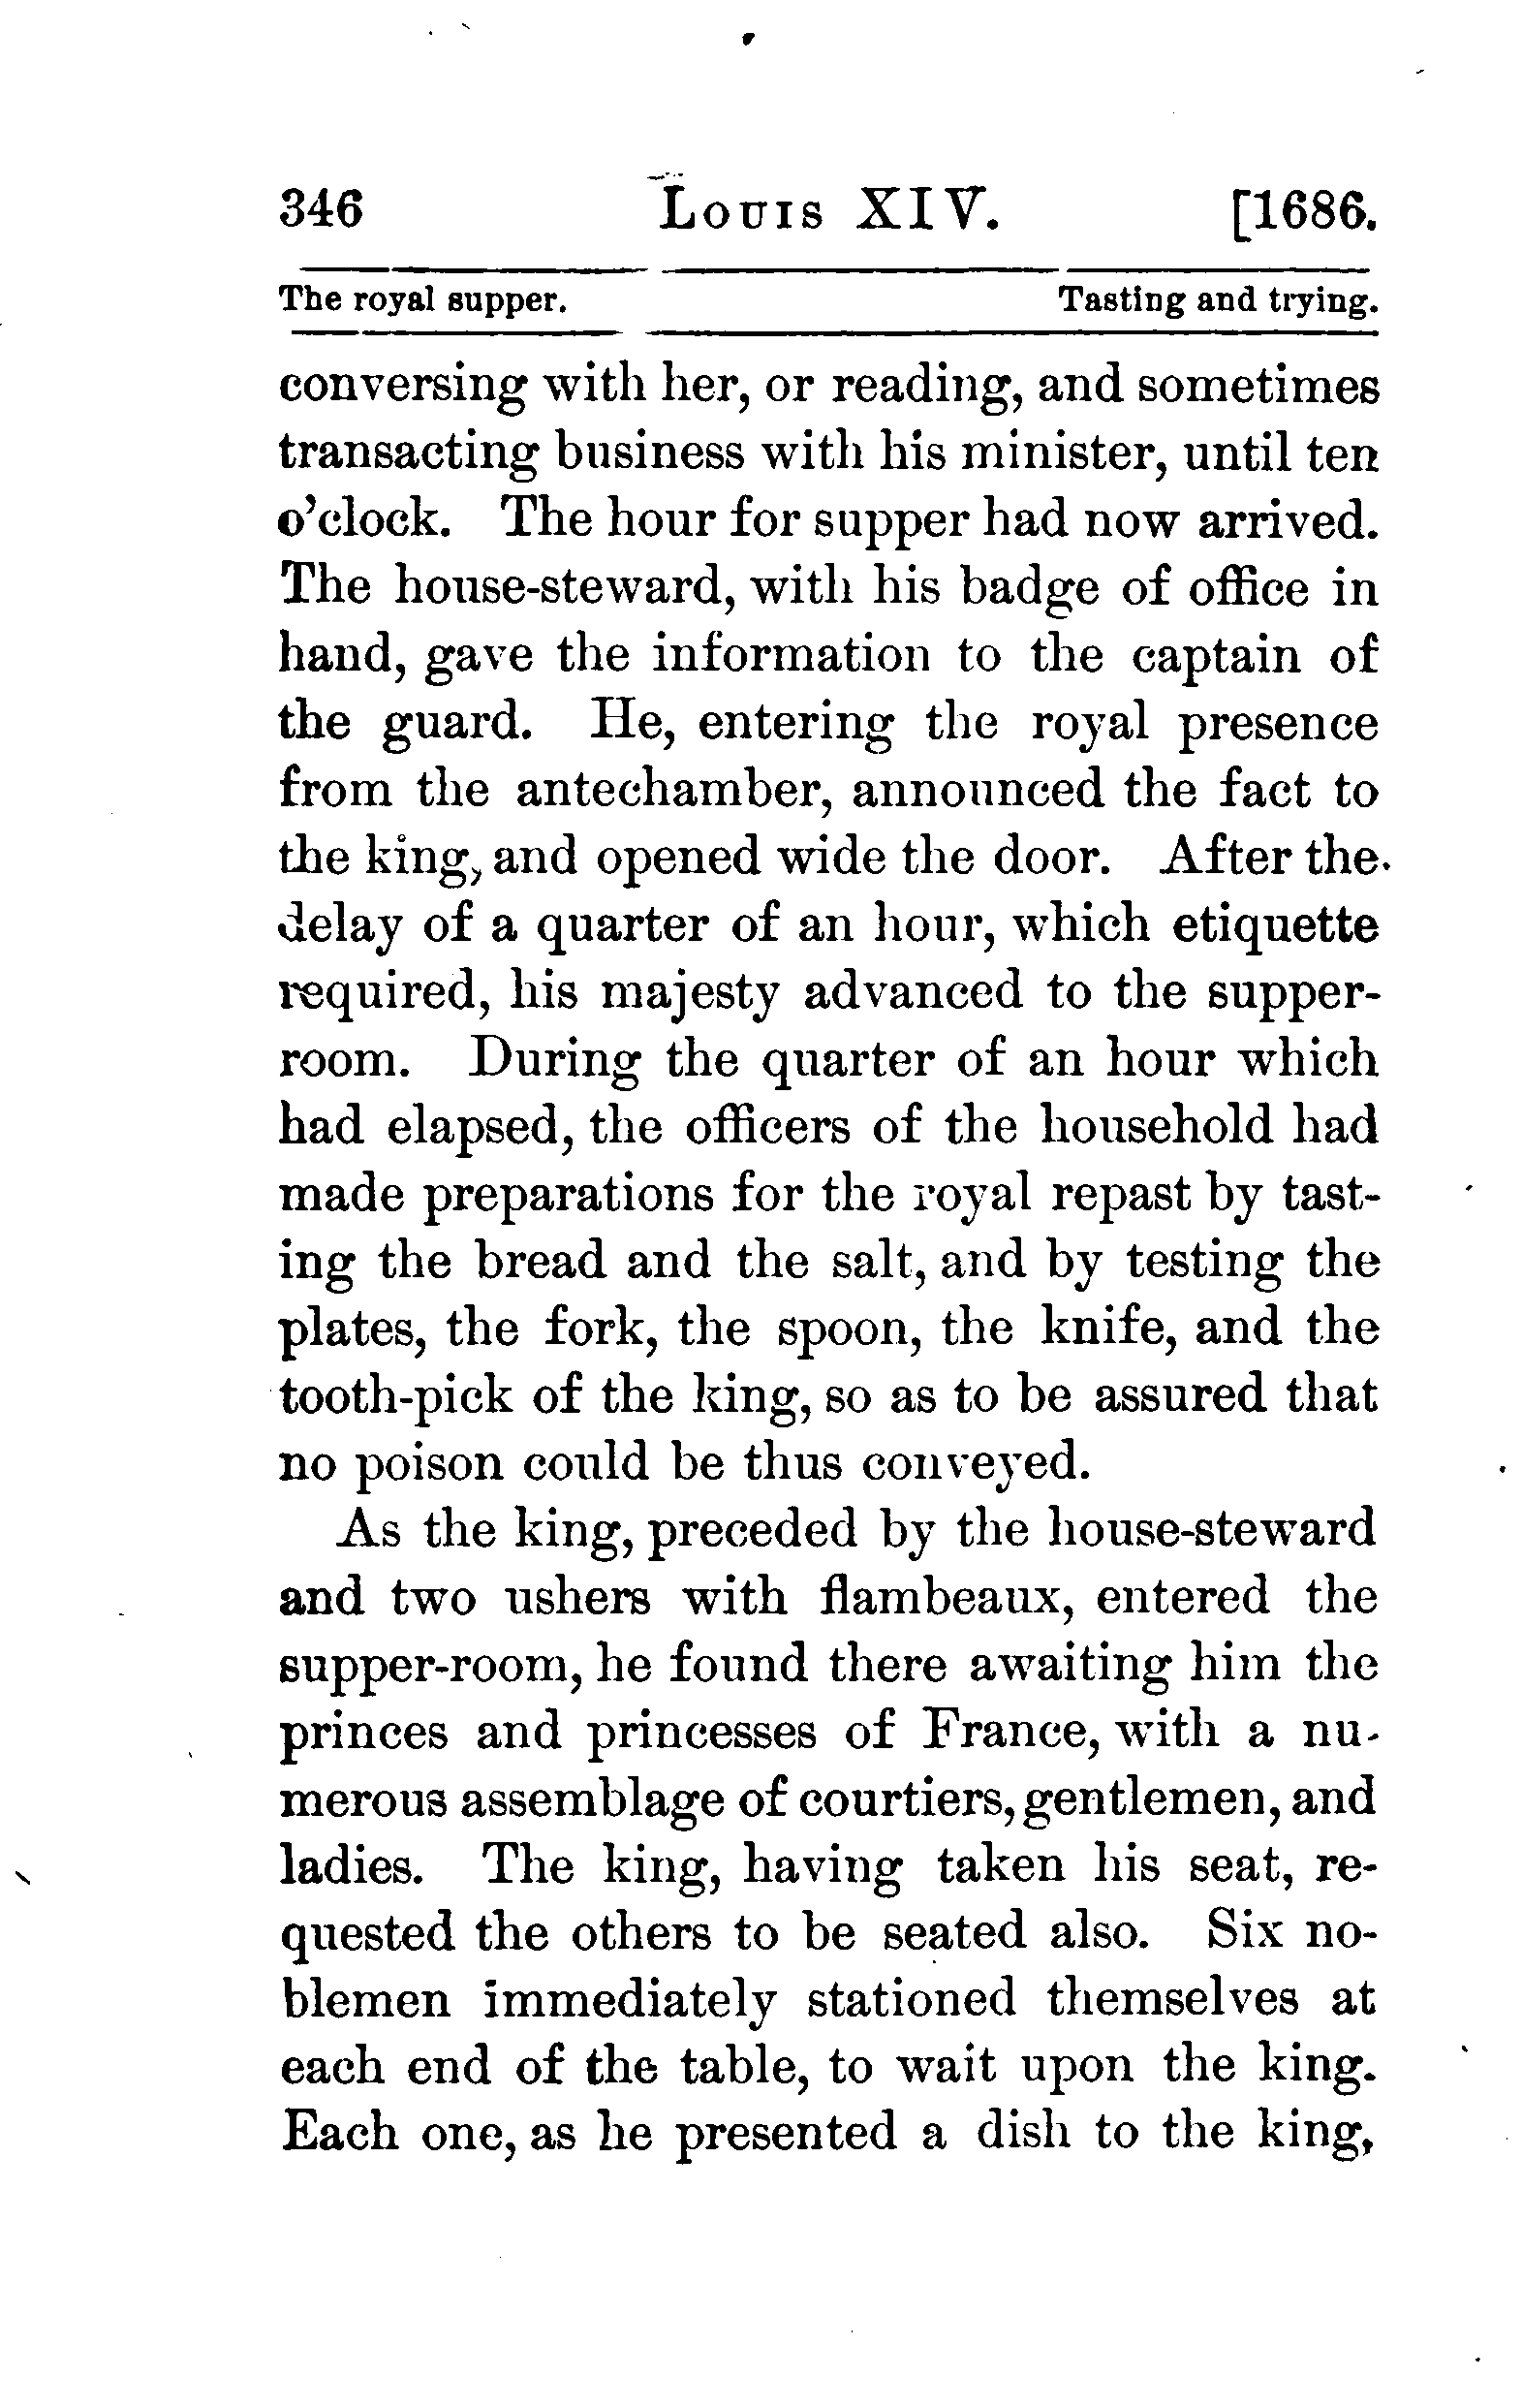 346 Louis XIV. [1686.
The royal supper. Tasting and trying.
conversing with her, or reading, and sometimes
transacting business with his minister, until ten
o'clock. The hour for supper had now arrived.
The house-steward, with his badge of office in
hand, gave the information to the captain of
the guard. He, entering the royal presence
from the antechamber, announced the fact to
the king, and opened wide the door. After the
delay of a quarter of an hour, which etiquette
required, his majesty advanced to the supper-
room. During the quarter of an hour which
had elapsed, the officers of the household had
made preparations for the royal repast by tast-
ing the bread and the salt, and by testing the
plates, the fork, the spoon, the knife, and the
tooth-pick of the king, so as to be assured that
no poison could be thus conveyed.
As the king, preceded by the house-steward
and two ushers with flambeaux, entered the
supper-room, he found there awaiting him the
princes and princesses of France, with a nu-
merous assemblage of courtiers, gentlemen, and
ladies. The king, having taken his seat, re-
quested the others to be seated also. Six no-
blemen immediately stationed themselves at
each end of the table, to wait upon the king.
Each one, as he presented a dish to the king,